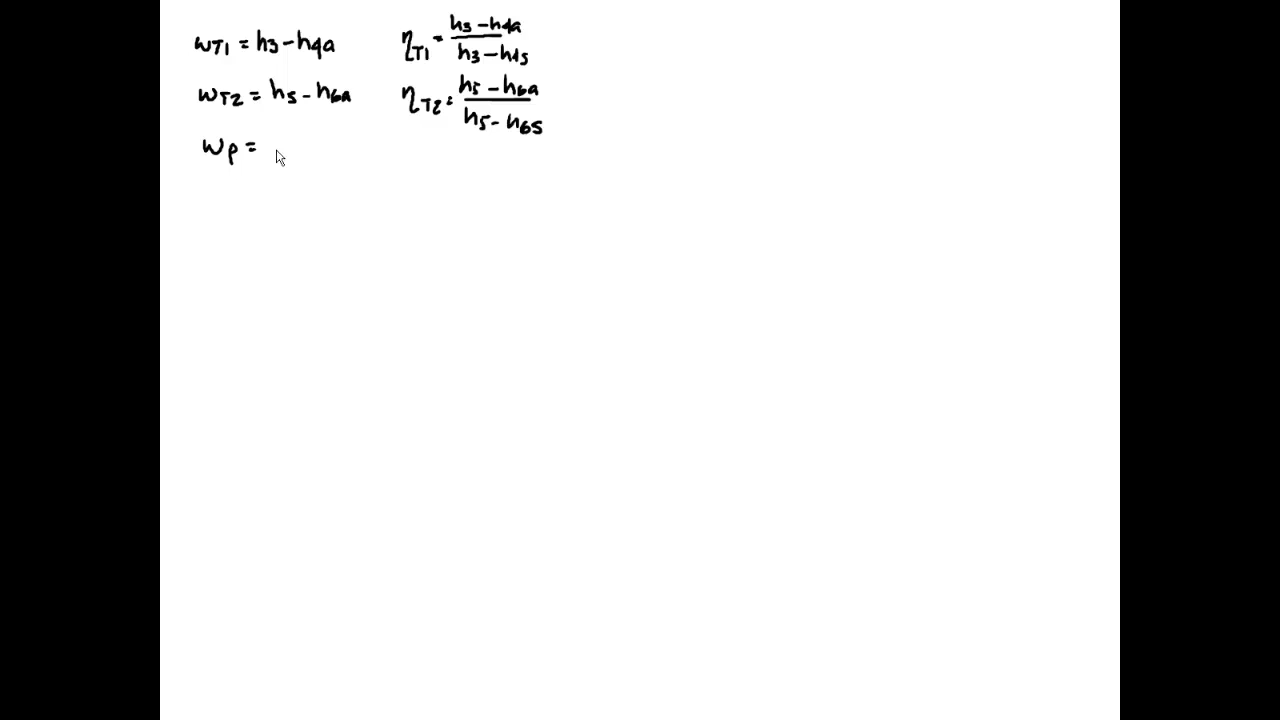 wT1 = h3 - h4a
ηT1 = h3 - h4a / h3 - h4s
wT2 = h5 - h6a
ηT2 = h5 - h6a / h5 - h6s
wp =